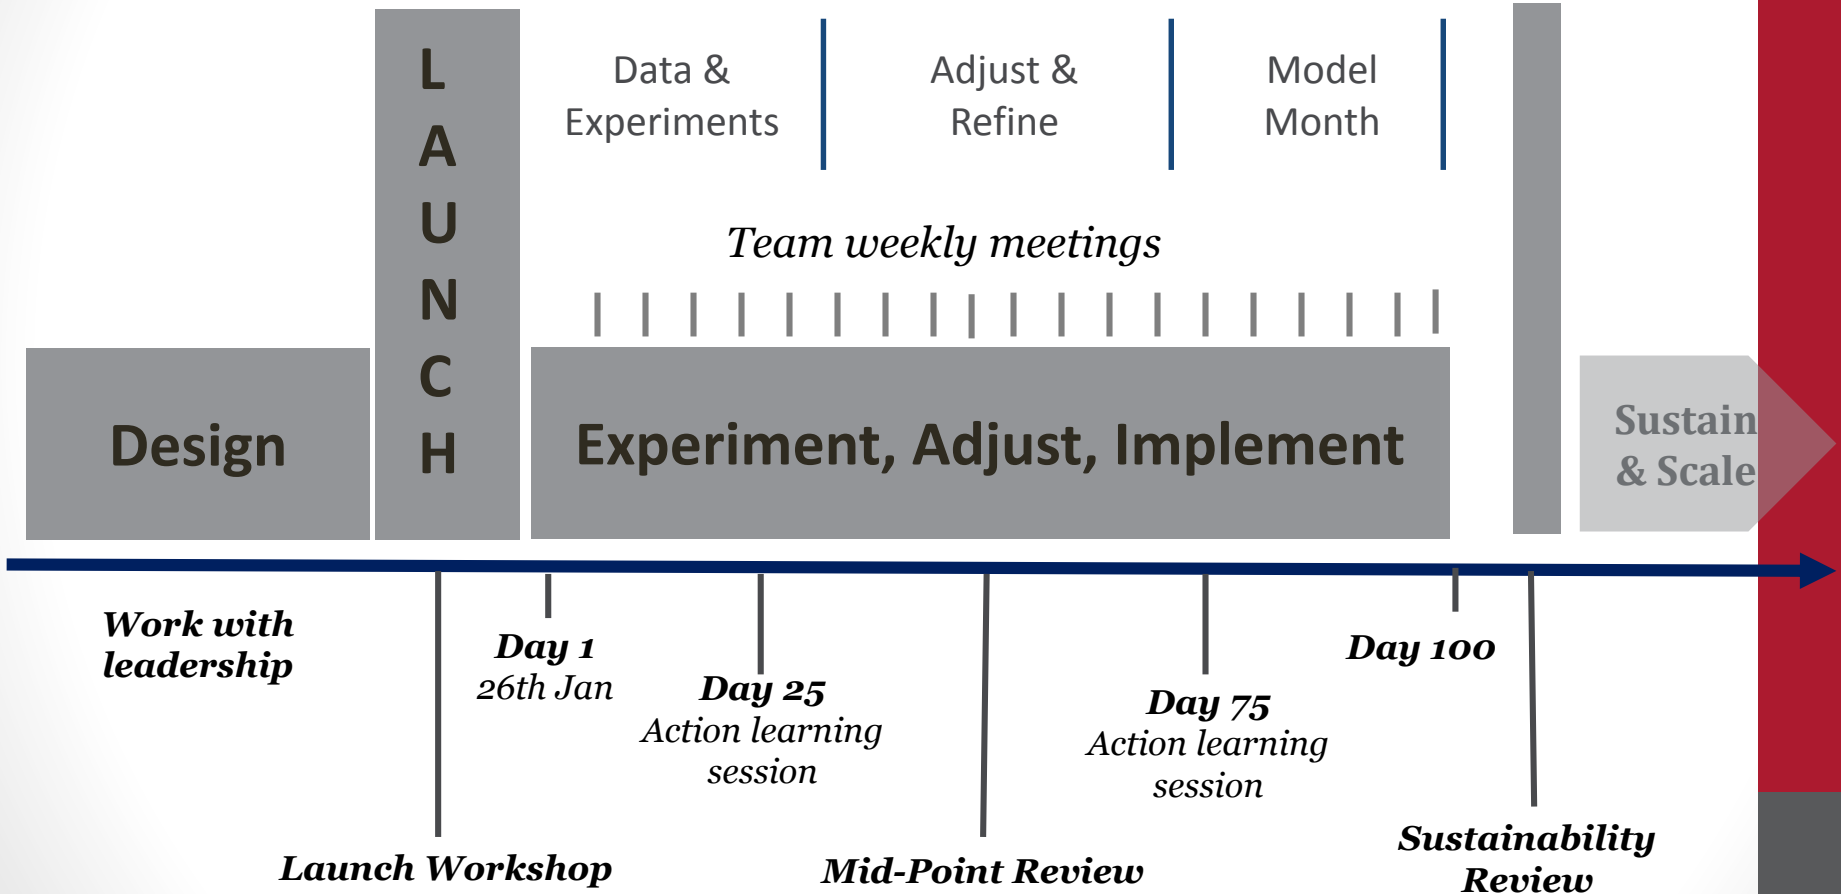 L
A
U
N
C
H
Data &
Experiments
Adjust &
Refine
Model
Month
Team weekly meetings
Design
Experiment, Adjust, Implement
Sustain
& Scale
Work with
leadership
Day 1
26th Jan
Day 25
Action learning
session
Day 75
Action learning
session
Day 100
Launch Workshop
Mid-Point Review
Sustainability
Review